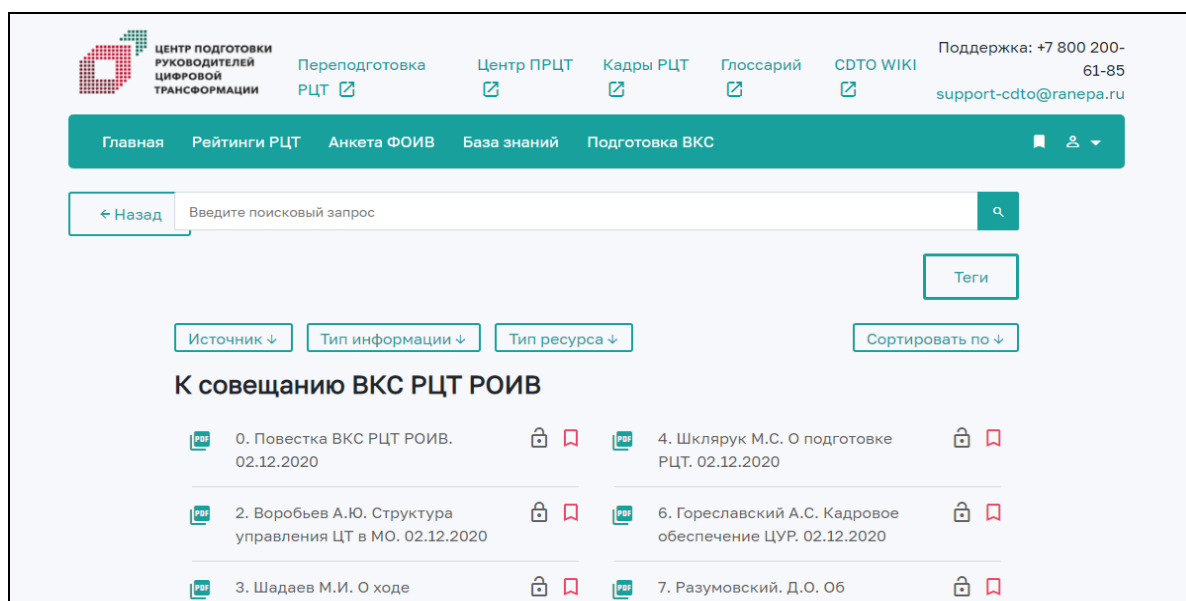 ЦЕНТР ПОДГОТОВКИ
РУКОВОДИТЕЛЕЙ
ЦИФРОВОЙ
ТРАНСФОРМАЦИИ
Переподготовка
РЦТ
Центр ПРЦТ
Кадры РЦТ
Глоссарий
CDTO WIKI
Поддержка: +7 800 200-
61-85
support-cdto@ranepa.ru
Главная
Рейтинги РЦТ
Анкета ФОИВ
База знаний
Подготовка ВКС
← Назад
Введите поисковый запрос
Теги
Источник ↓
Тип информации ↓
Тип ресурса ↓
Сортировать по ↓
К совещанию ВКС РЦТ РОИВ
PDF
0. Повестка ВКС РЦТ РОИВ.
02.12.2020
PDF
4. Шклярук М.С. О подготовке
РЦТ. 02.12.2020
PDF
2. Воробьев А.Ю. Структура
управления ЦТ в МО. 02.12.2020
PDF
6. Гореславский А.С. Кадровое
обеспечение ЦУР. 02.12.2020
PDF
3. Шадаев М.И. О ходе
PDF
7. Разумовский. Д.О. Об